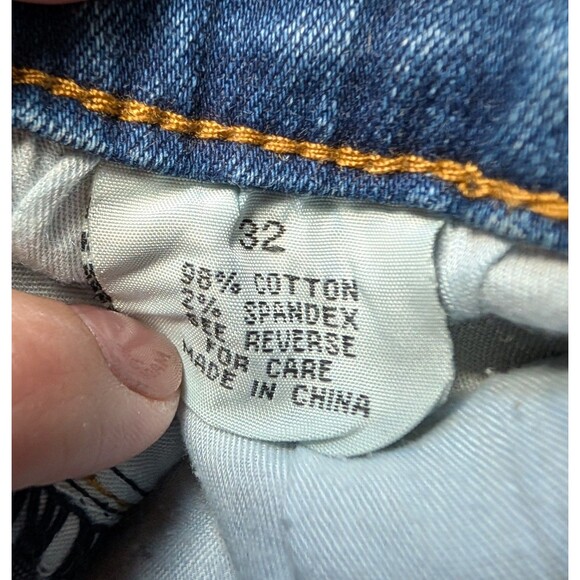 32
98% COTTON
2% SPANDEX
SEE REVERSE
FOR CARE
MADE IN CHINA